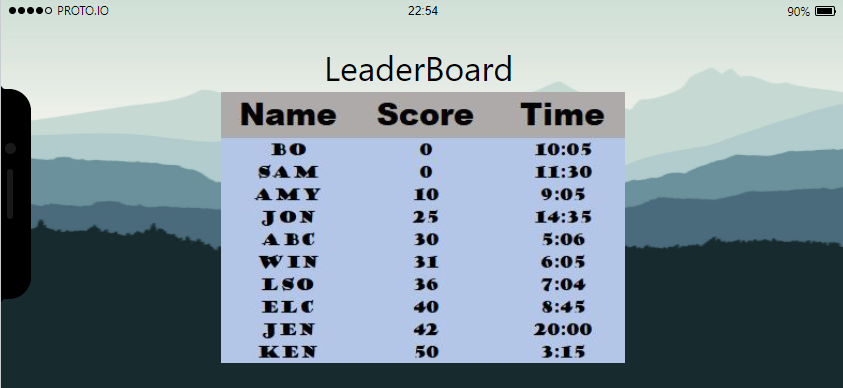 PROTO.IO 22:54 90%
LeaderBoard
Name Score Time
BO 0 10:05
SAM 0 11:30
AMY 10 9:05
JON 25 14:35
ABC 30 5:06
WIN 31 6:05
LSO 36 7:04
ELC 40 8:45
JEN 42 20:00
KEN 50 3:15